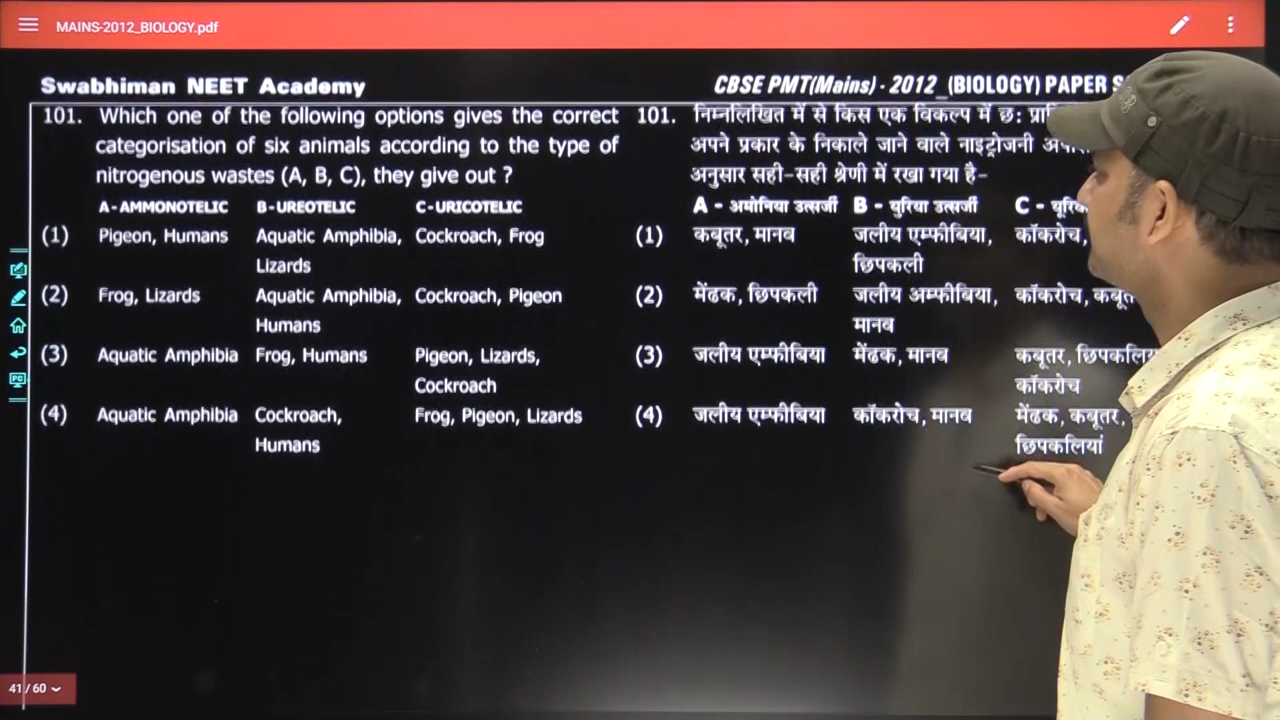 MAINS-2012_BIOLOGY.pdf
Swabhiman NEET Academy
CBSE PMT(Mains) - 2012_(BIOLOGY) PAPER
101. Which one of the following options gives the correct
categorisation of six animals according to the type of
nitrogenous wastes (A, B, C), they give out ?
A - AMMONOTELIC B - UREOTELIC C - URICOTELIC
(1) Pigeon, Humans Aquatic Amphibia, Cockroach, Frog
Lizards
(2) Frog, Lizards Aquatic Amphibia, Cockroach, Pigeon
Humans
(3) Aquatic Amphibia Frog, Humans Pigeon, Lizards,
Cockroach
(4) Aquatic Amphibia Cockroach, Frog, Pigeon, Lizards
Humans
101. निम्नलिखित में से किस एक विकल्प में छः
अपने प्रकार के निकाले जाने वाले नाइट्रोजनी
अनुसार सही-सही श्रेणी में रखा गया है-
A - अमोनिया उत्सर्जी B - युरिया उत्सर्जी C -
(1) कबूतर, मानव जलीय एम्फीबिया, कॉकरोच,
छिपकली
(2) मेंढक, छिपकली जलीय अम्फीबिया, कॉकरोच,
मानव
(3) जलीय एम्फीबिया मेंढक, मानव कबूतर,
कॉकरोच
(4) जलीय एम्फीबिया कॉकरोच, मानव मेंढक, कबूतर,
छिपकलियां
PC
41 / 60